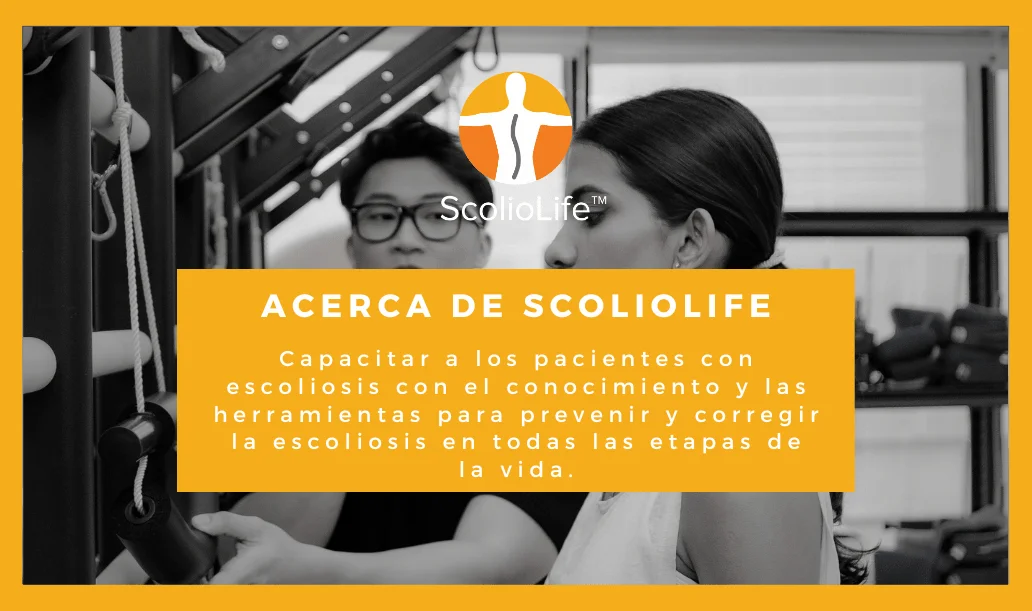 ScolioLife™
ACERCA DE SCOLIOLIFE
Capacitar a los pacientes con
escoliosis con el conocimiento y las
herramientas para prevenir y corregir
la escoliosis en todas las etapas de
la vida.